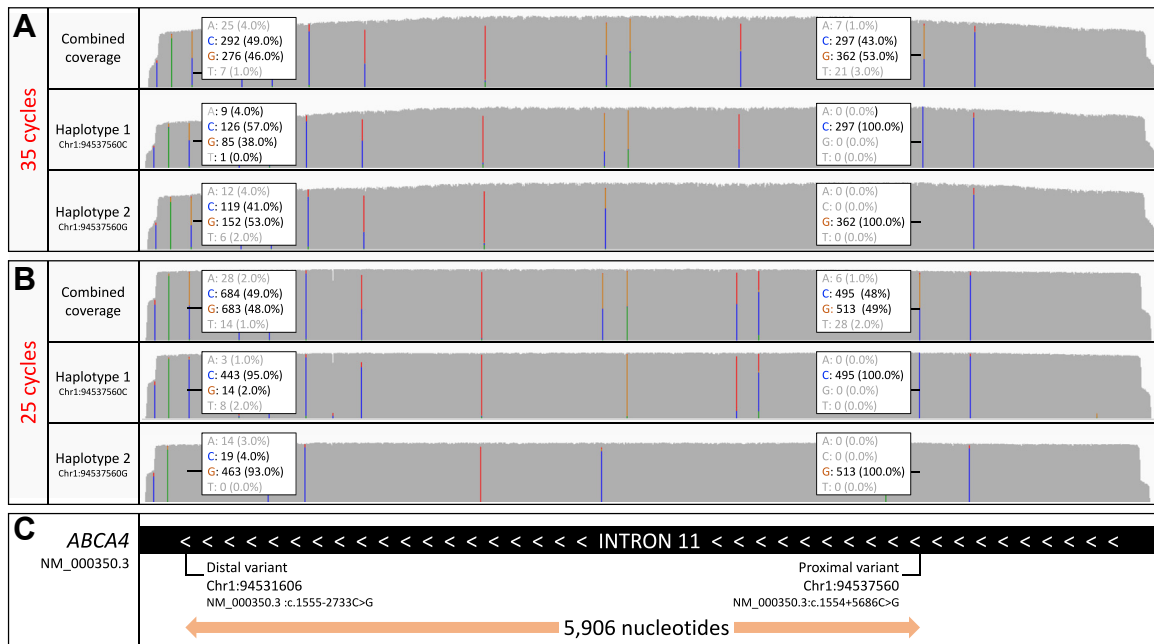 A
35 cycles
Combined
coverage
A: 25 (4.0%)
C: 292 (49.0%)
G: 276 (46.0%)
T: 7 (1.0%)
A: 7 (1.0%)
C: 297 (43.0%)
G: 362 (53.0%)
T: 21 (3.0%)
Haplotype 1
Chr1:94537560C
A: 9 (4.0%)
C: 126 (57.0%)
G: 85 (38.0%)
T: 1 (0.0%)
A: 0 (0.0%)
C: 297 (100.0%)
G: 0 (0.0%)
T: 0 (0.0%)
Haplotype 2
Chr1:94537560G
A: 12 (4.0%)
C: 119 (41.0%)
G: 152 (53.0%)
T: 6 (2.0%)
A: 0 (0.0%)
C: 0 (0.0%)
G: 362 (100.0%)
T: 0 (0.0%)
B
25 cycles
Combined
coverage
A: 28 (2.0%)
C: 684 (49.0%)
G: 683 (48.0%)
T: 14 (1.0%)
A: 6 (1.0%)
C: 495 (48%)
G: 513 (49%)
T: 28 (2.0%)
Haplotype 1
Chr1:94537560C
A: 3 (1.0%)
C: 443 (95.0%)
G: 14 (2.0%)
T: 8 (2.0%)
A: 0 (0.0%)
C: 495 (100.0%)
G: 0 (0.0%)
T: 0 (0.0%)
Haplotype 2
Chr1:94537560G
A: 14 (3.0%)
C: 19 (4.0%)
G: 463 (93.0%)
T: 0 (0.0%)
A: 0 (0.0%)
C: 0 (0.0%)
G: 513 (100.0%)
T: 0 (0.0%)
C
ABCA4
NM_000350.3
< < < < < < < < < < < < < < < < < < < INTRON 11 < < < < < < < < < < < < < < < < < < <
Distal variant
Chr1:94531606
NM_000350.3 :c.1555-2733C>G
Proximal variant
Chr1:94537560
NM_000350.3:c.1554+5686C>G
5,906 nucleotides